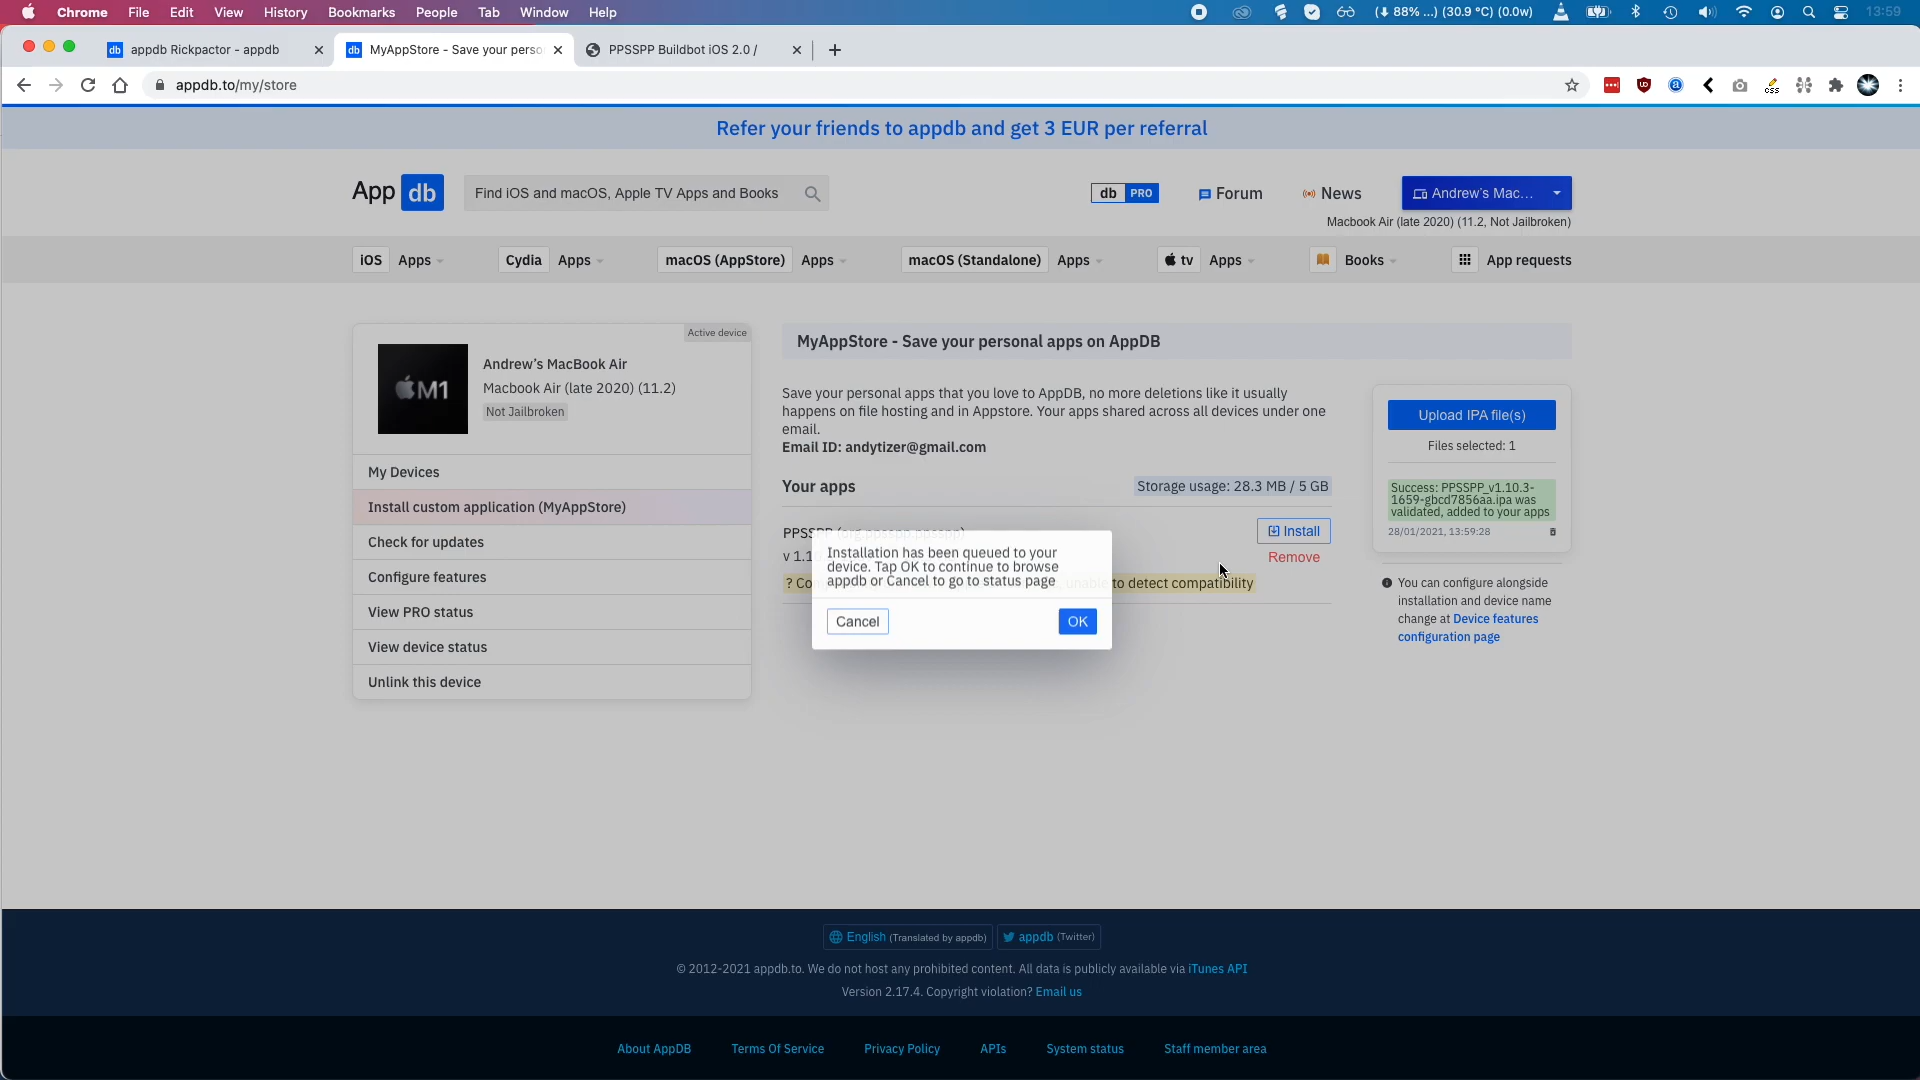 Chrome File Edit View History Bookmarks People Tab Window Help
88% ...) (30.9 °C) (0.0w) 13:59
appdb Rickpactor - appdb
MyAppStore - Save your perso
PPSSPP Buildbot iOS 2.0 /
appdb.to/my/store
Refer your friends to appdb and get 3 EUR per referral
App db
Find iOS and macOS, Apple TV Apps and Books
db PRO
Forum
News
Andrew's Mac...
Macbook Air (late 2020) (11.2, Not Jailbroken)
iOS Apps
Cydia Apps
macOS (AppStore) Apps
macOS (Standalone) Apps
tv Apps
Books
App requests
Active device
M1
Andrew's MacBook Air
Macbook Air (late 2020) (11.2)
Not Jailbroken
My Devices
Install custom application (MyAppStore)
Check for updates
Configure features
View PRO status
View device status
Unlink this device
MyAppStore - Save your personal apps on AppDB
Save your personal apps that you love to AppDB, no more deletions like it usually
happens on file hosting and in Appstore. Your apps shared across all devices under one
email.
Email ID: andytizer@gmail.com
Your apps
Storage usage: 28.3 MB / 5 GB
PPSSPP (org.ppsspp.ppsspp)
Install
Remove
unable to detect compatibility
Installation has been queued to your
device. Tap OK to continue to browse
appdb or Cancel to go to status page
Cancel
OK
Upload IPA file(s)
Files selected: 1
Success: PPSSPP_v1.10.3-
1659-gbcd7856aa.ipa was
validated, added to your apps
28/01/2021, 13:59:28
You can configure alongside
installation and device name
change at Device features
configuration page
English (Translated by appdb)
appdb (Twitter)
© 2012-2021 appdb.to. We do not host any prohibited content. All data is publicly available via iTunes API
Version 2.17.4. Copyright violation? Email us
About AppDB
Terms Of Service
Privacy Policy
APIs
System status
Staff member area